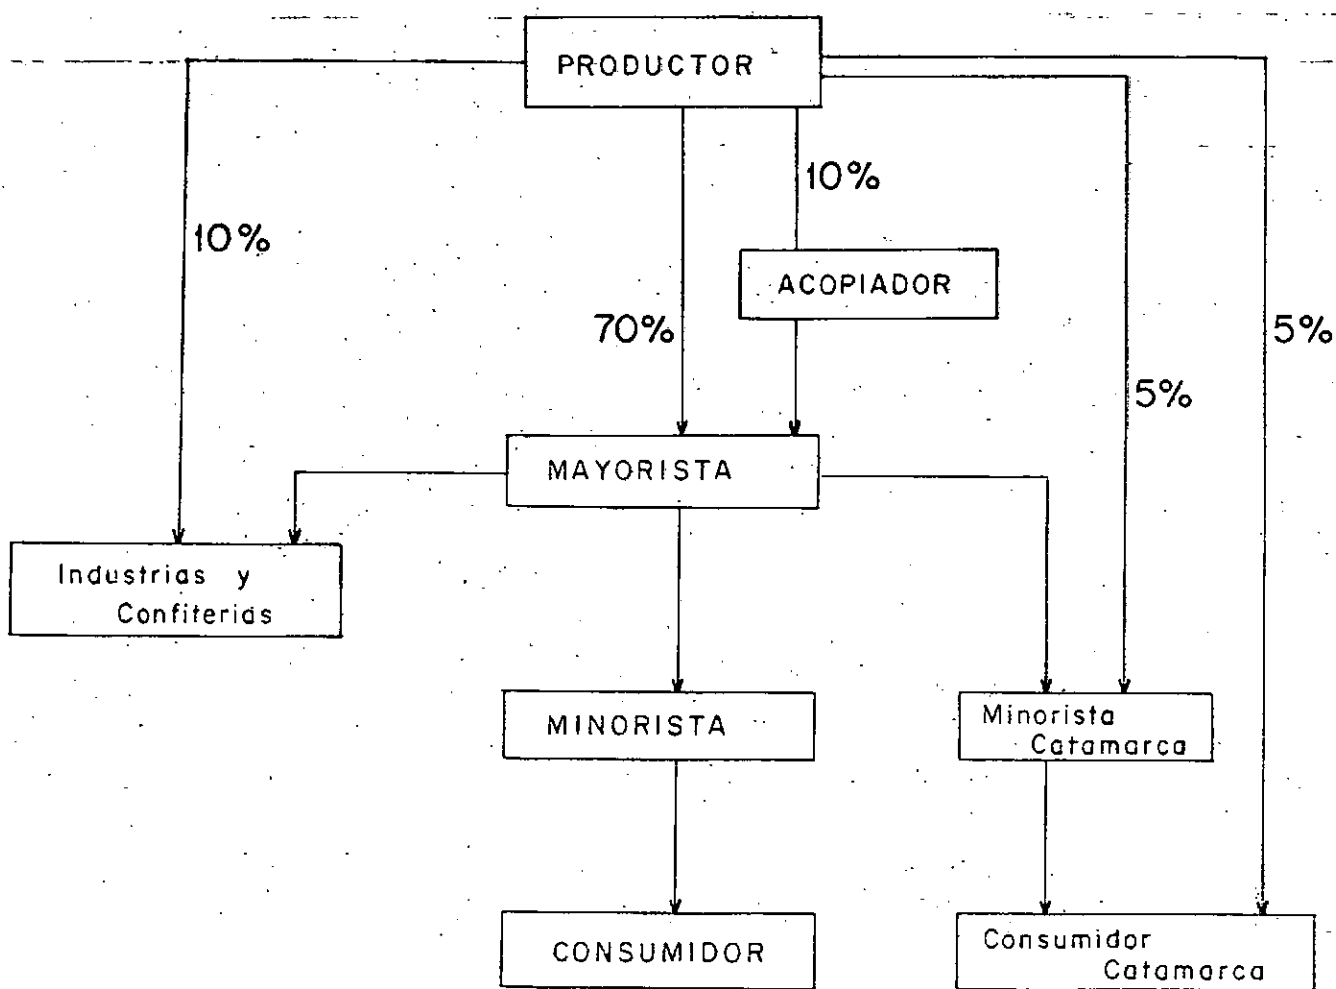 PRODUCTOR
10%
10%
ACOPIADOR
70%
5%
5%
MAYORISTA
Industrias y
Confiterias
MINORISTA
Minorista
Catamarca
CONSUMIDOR
Consumidor
Catamarca